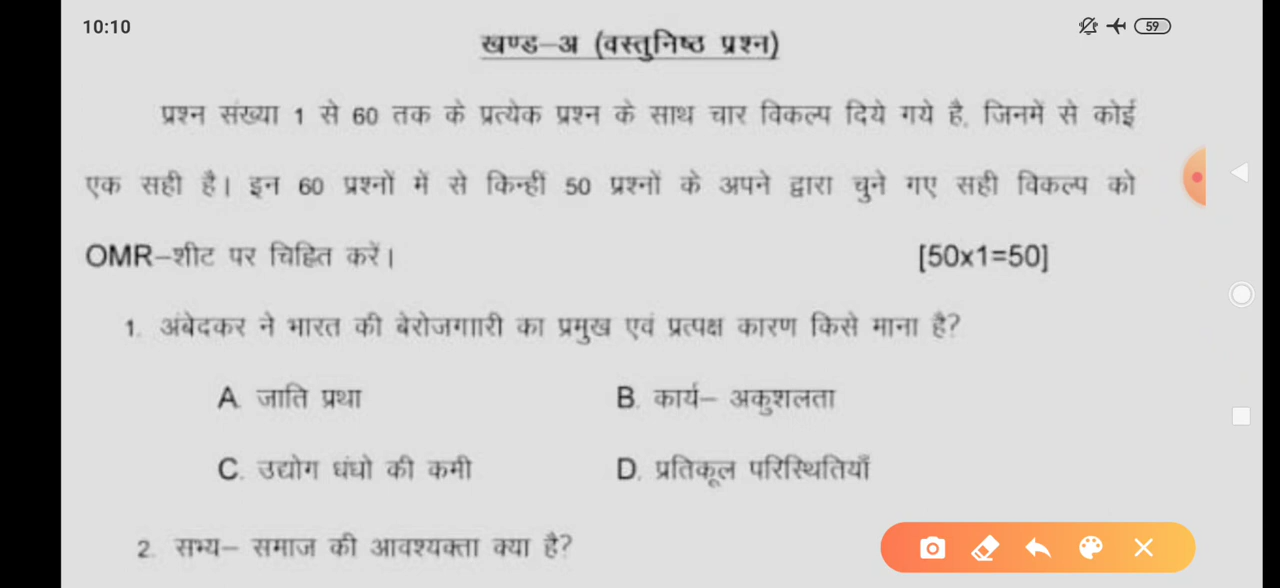 10:10
59
खण्ड–अ (वस्तुनिष्ठ प्रश्न)
प्रश्न संख्या 1 से 60 तक के प्रत्येक प्रश्न के साथ चार विकल्प दिये गये है, जिनमें से कोई
एक सही है। इन 60 प्रश्नों में से किन्हीं 50 प्रश्नों के अपने द्वारा चुने गए सही विकल्प को
OMR–शीट पर चिह्नित करें। [50x1=50]
1. अंबेदकर ने भारत की बेरोजगाारी का प्रमुख एवं प्रत्पक्ष कारण किसे माना है?
A. जाति प्रथा B. कार्य– अकुशलता
C. उद्योग धंधो की कमी D. प्रतिकूल परिस्थितियाँ
2. सभ्य– समाज की आवश्यक्ता क्या है?